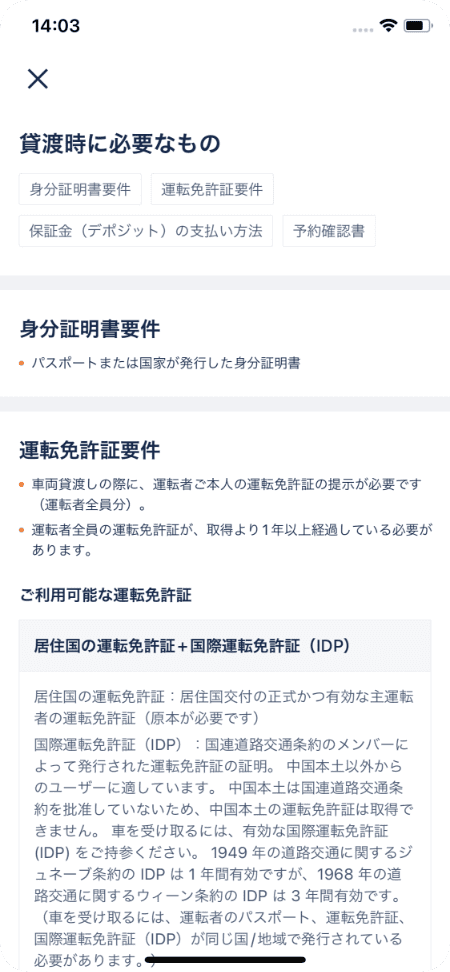 14:03
貸渡時に必要なもの
身分証明書要件
運転免許証要件
保証金（デポジット）の支払い方法
予約確認書
身分証明書要件
パスポートまたは国家が発行した身分証明書
運転免許証要件
車両貸渡しの際に、運転者ご本人の運転免許証の提示が必要です
（運転者全員分）。
運転者全員の運転免許証が、取得より1年以上経過している必要が
あります。
ご利用可能な運転免許証
居住国の運転免許証＋国際運転免許証（IDP）
居住国の運転免許証：居住国交付の正式かつ有効な主運転
者の運転免許証（原本が必要です）
国際運転免許証（IDP）：国連道路交通条約のメンバーに
よって発行された運転免許証の証明。 中国本土以外から
のユーザーに適しています。 中国本土は国連道路交通条
約を批准していないため、中国本土の運転免許証は取得で
きません。 車を受け取るには、有効な国際運転免許証
(IDP) をご持参ください。 1949 年の道路交通に関するジ
ュネーブ条約の IDP は 1 年間有効ですが、1968 年の道
路交通に関するウィーン条約の IDP は 3 年間有効です。
（車を受け取るには、運転者のパスポート、運転免許証、
国際運転免許証（IDP）が同じ国/地域で発行されている
必要があります。）